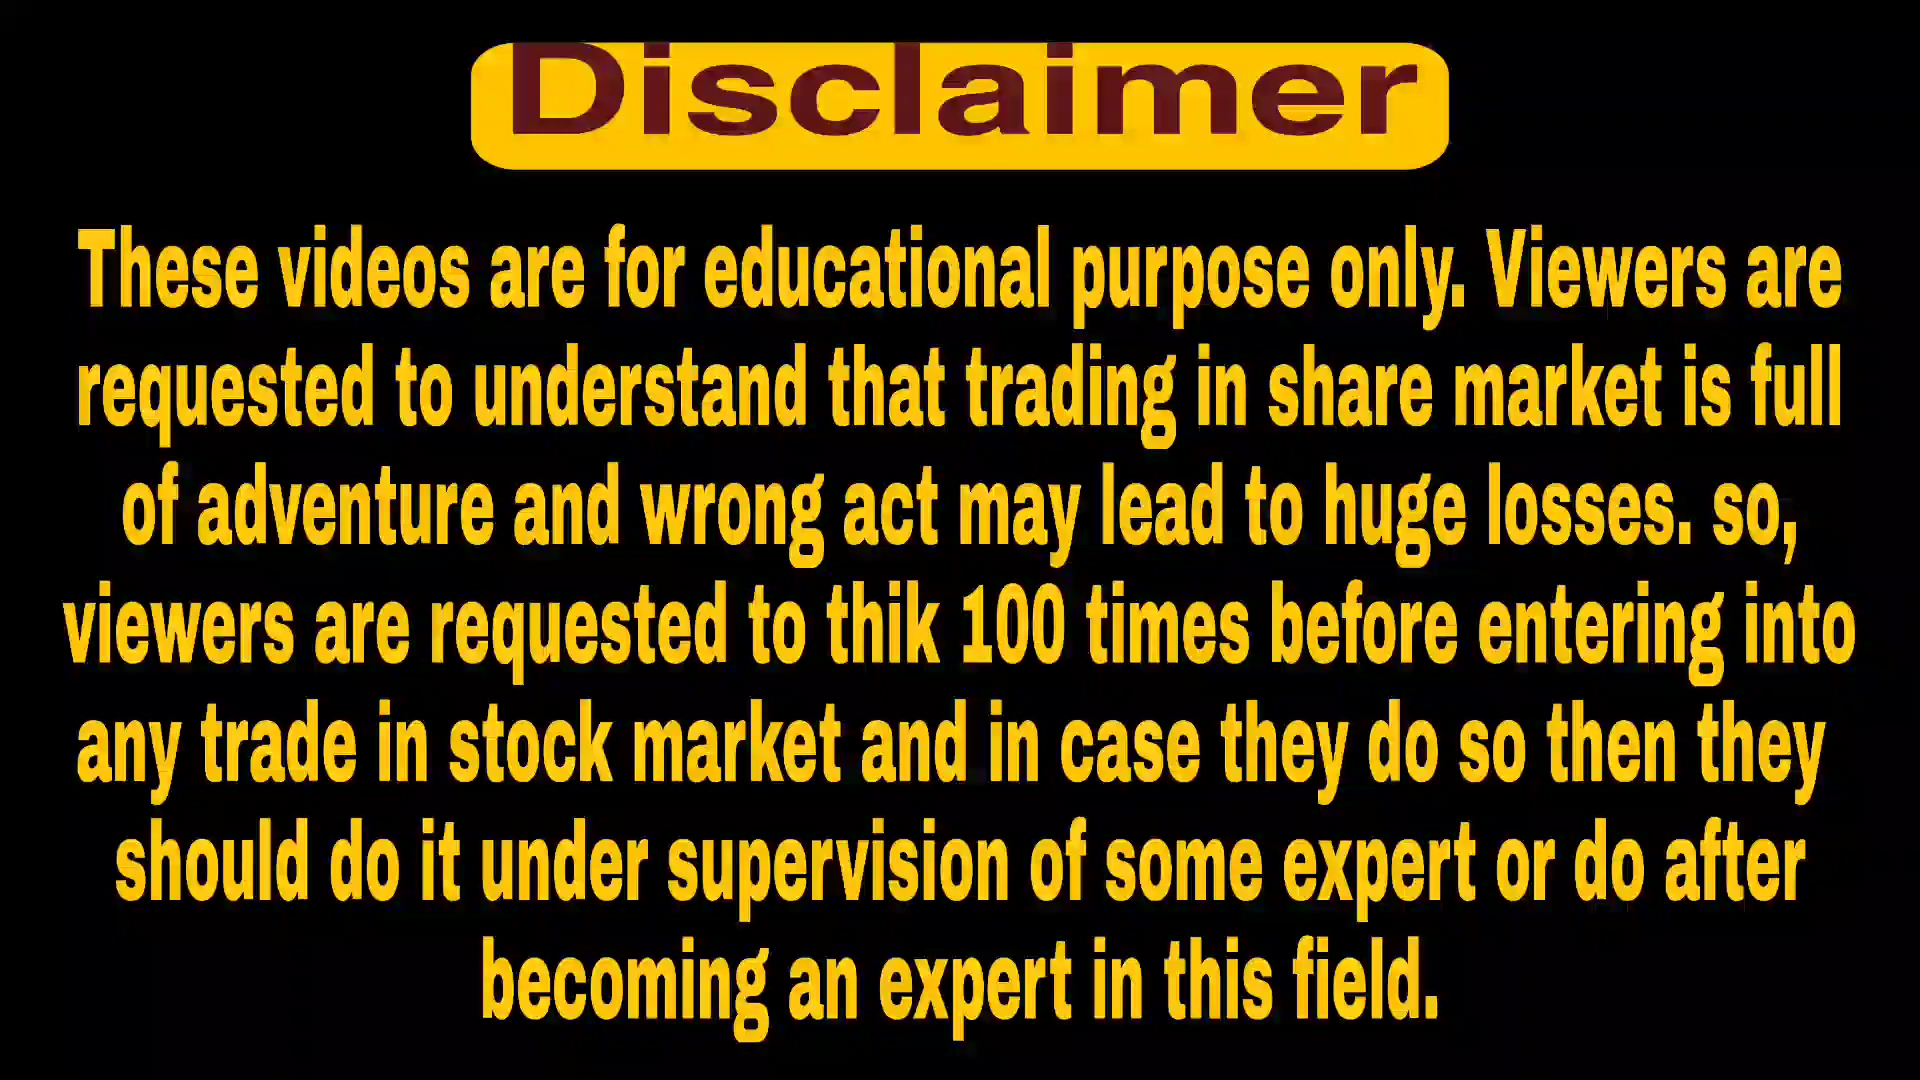 Disclaimer
These videos are for educational purpose only. Viewers are
requested to understand that trading in share market is full
of adventure and wrong act may lead to huge losses. so,
viewers are requested to thik 100 times before entering into
any trade in stock market and in case they do so then they
should do it under supervision of some expert or do after
becoming an expert in this field.